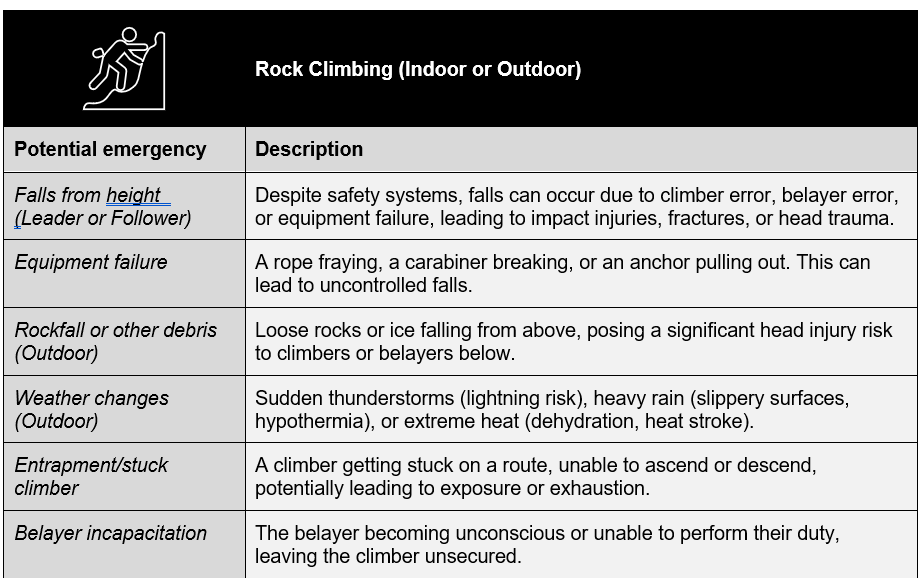 Rock Climbing (Indoor or Outdoor)
Potential emergency
Description
Falls from height
(Leader or Follower)
Despite safety systems, falls can occur due to climber error, belayer error,
or equipment failure, leading to impact injuries, fractures, or head trauma.
Equipment failure
A rope fraying, a carabiner breaking, or an anchor pulling out. This can
lead to uncontrolled falls.
Rockfall or other debris
(Outdoor)
Loose rocks or ice falling from above, posing a significant head injury risk
to climbers or belayers below.
Weather changes
(Outdoor)
Sudden thunderstorms (lightning risk), heavy rain (slippery surfaces,
hypothermia), or extreme heat (dehydration, heat stroke).
Entrapment/stuck
climber
A climber getting stuck on a route, unable to ascend or descend,
potentially leading to exposure or exhaustion.
Belayer incapacitation
The belayer becoming unconscious or unable to perform their duty,
leaving the climber unsecured.